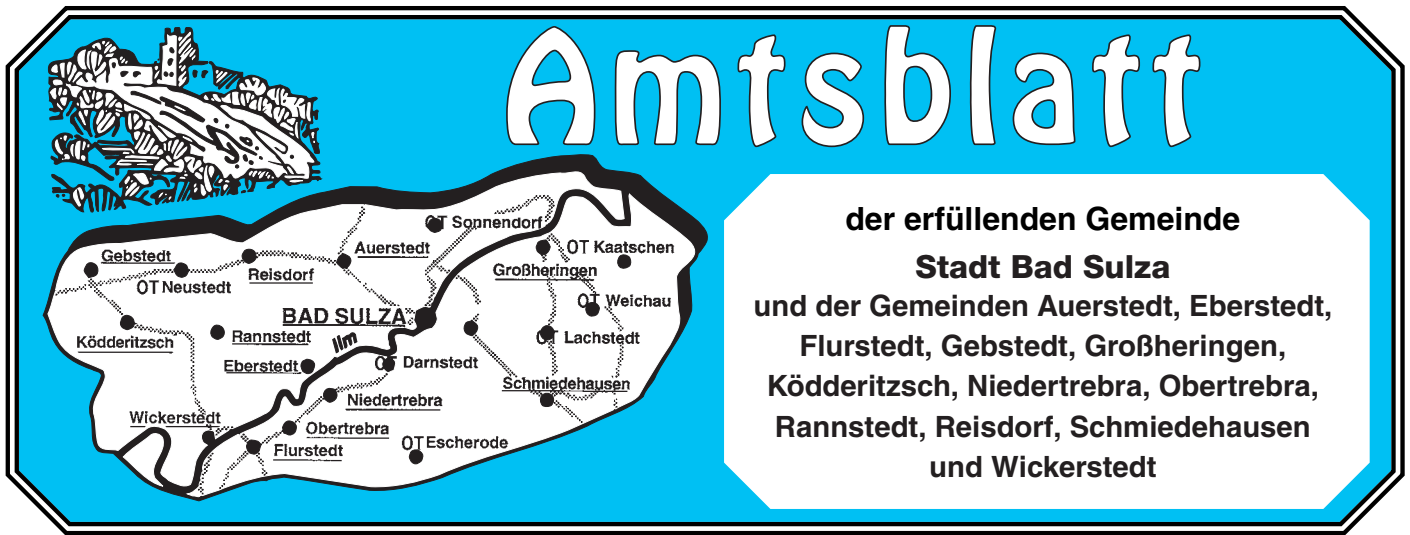 Amtsblatt
der erfüllenden Gemeinde
Stadt Bad Sulza
und der Gemeinden Auerstedt, Eberstedt,
Flurstedt, Gebstedt, Großheringen,
Ködderitzsch, Niedertrebra, Obertrebra,
Rannstedt, Reisdorf, Schmiedehausen
und Wickerstedt
OT Sonnendorf
Auerstedt
OT Kaatschen
Gebstedt
Großheringen
Reisdorf
OT Neustedt
OT Weichau
BAD SULZA
Rannstedt
OT Lachstedt
Ködderitzsch
Ilm
Eberstedt
OT Darnstedt
Schmiedehausen
Niedertrebra
Wickerstedt
Obertrebra
OT Escherode
Flurstedt